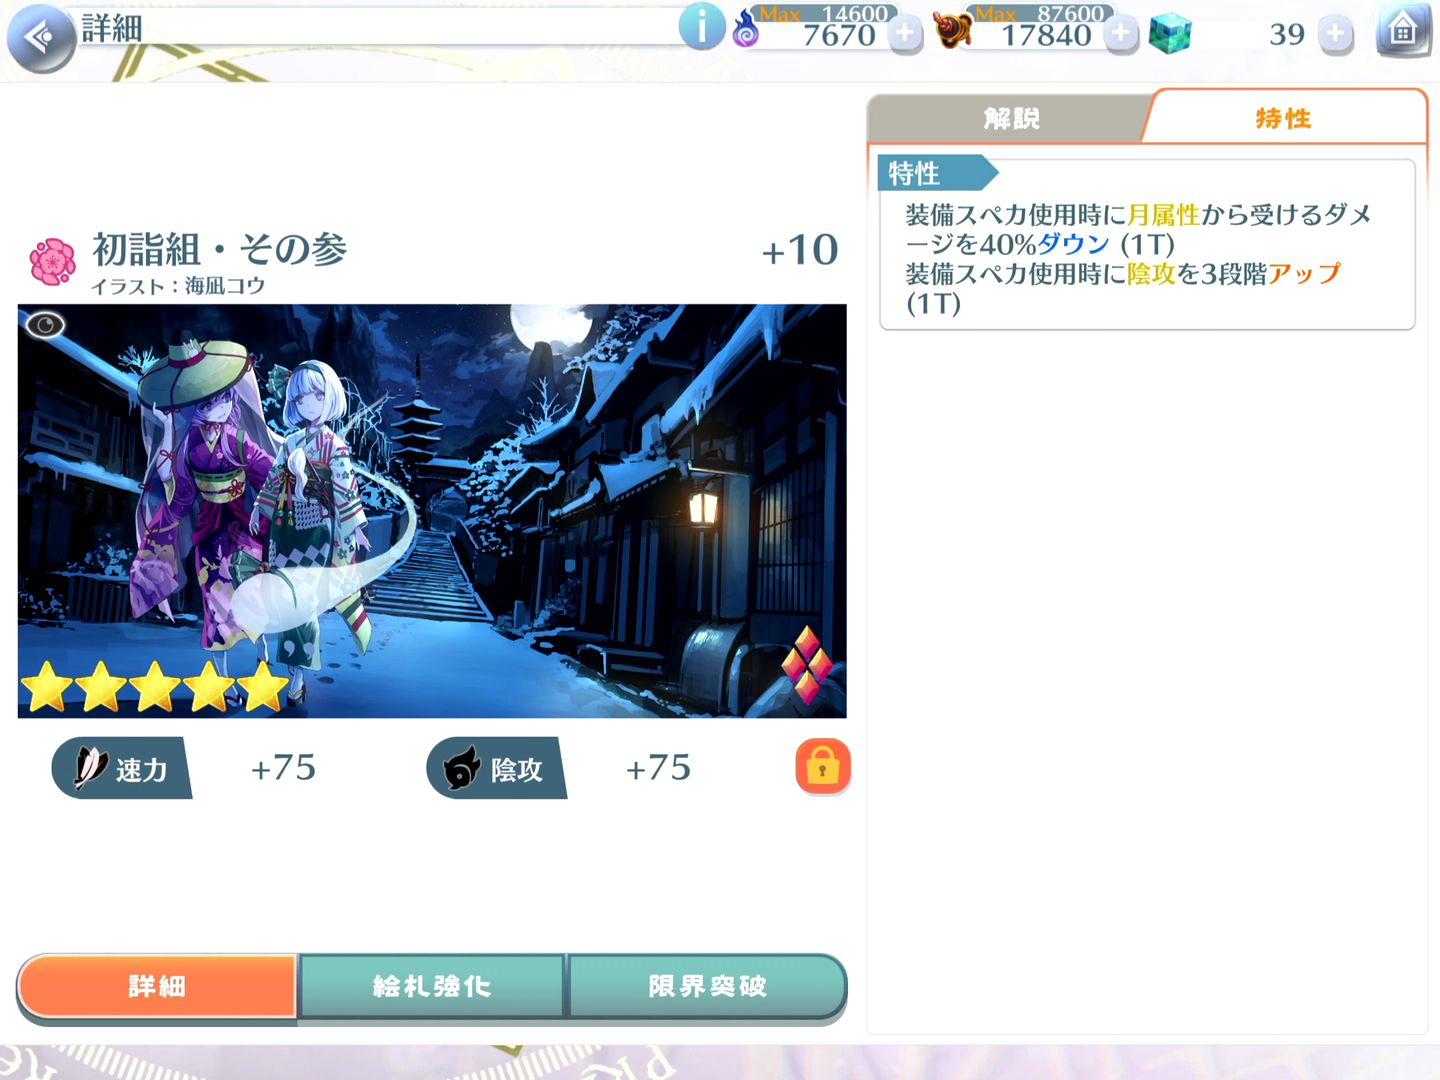 詳細
i
Max 14600
7670
Max 87600
17840
39
初詣組・その参
+10
イラスト：海凪コウ
速力
+75
陰攻
+75
詳細
絵札強化
限界突破
解説
特性
特性
装備スペカ使用時に月属性から受けるダメ
ージを40%ダウン (1T)
装備スペカ使用時に陰攻を3段階アップ
(1T)